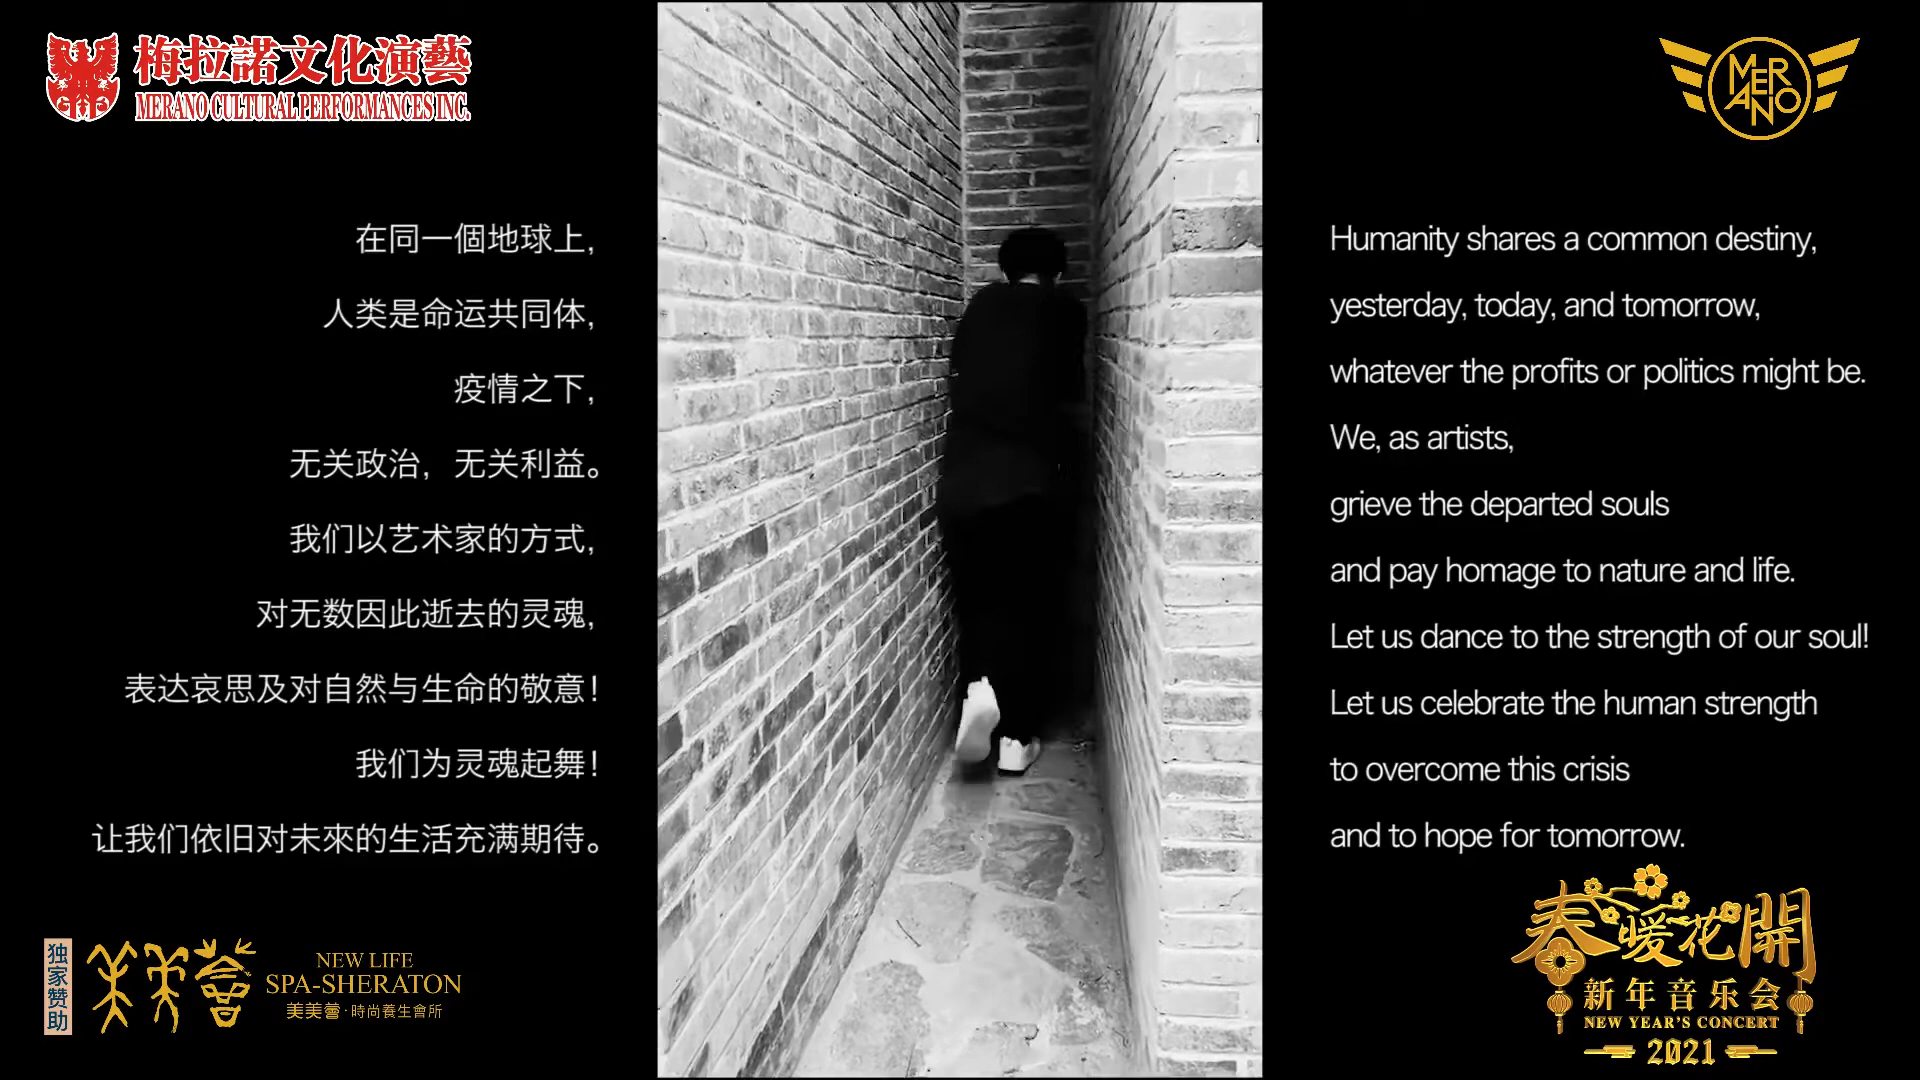 梅拉諾文化演藝
MERANO CULTURAL PERFORMANCES INC.
MERANO
在同一個地球上,
人类是命运共同体,
疫情之下,
无关政治，无关利益。
我们以艺术家的方式,
对无数因此逝去的灵魂,
表达哀思及对自然与生命的敬意!
我们为灵魂起舞!
让我们依旧对未來的生活充满期待。
Humanity shares a common destiny,
yesterday, today, and tomorrow,
whatever the profits or politics might be.
We, as artists,
grieve the departed souls
and pay homage to nature and life.
Let us dance to the strength of our soul!
Let us celebrate the human strength
to overcome this crisis
and to hope for tomorrow.
独家赞助
美美薈
NEW LIFE
SPA-SHERATON
美美薈·時尚養生會所
春暖花開
新年音乐会
NEW YEAR'S CONCERT
2021